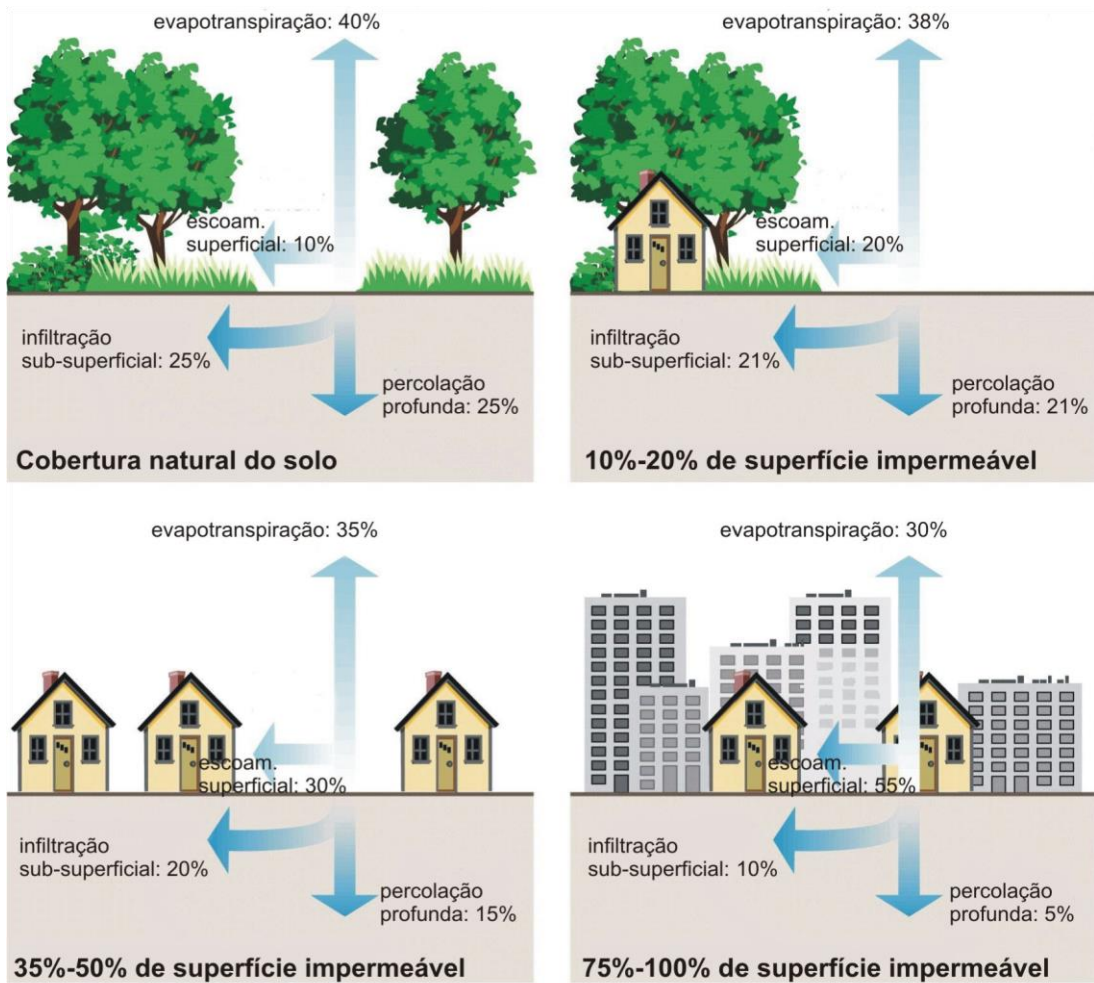 evapotranspiração: 40%
escoam.
superficial: 10%
infiltração
sub-superficial: 25%
percolação
profunda: 25%
Cobertura natural do solo
evapotranspiração: 38%
escoam.
superficial: 20%
infiltração
sub-superficial: 21%
percolação
profunda: 21%
10%-20% de superfície impermeável
evapotranspiração: 35%
escoam.
superficial: 30%
infiltração
sub-superficial: 20%
percolação
profunda: 15%
35%-50% de superfície impermeável
evapotranspiração: 30%
escoam.
superficial: 55%
infiltração
sub-superficial: 10%
percolação
profunda: 5%
75%-100% de superfície impermeável